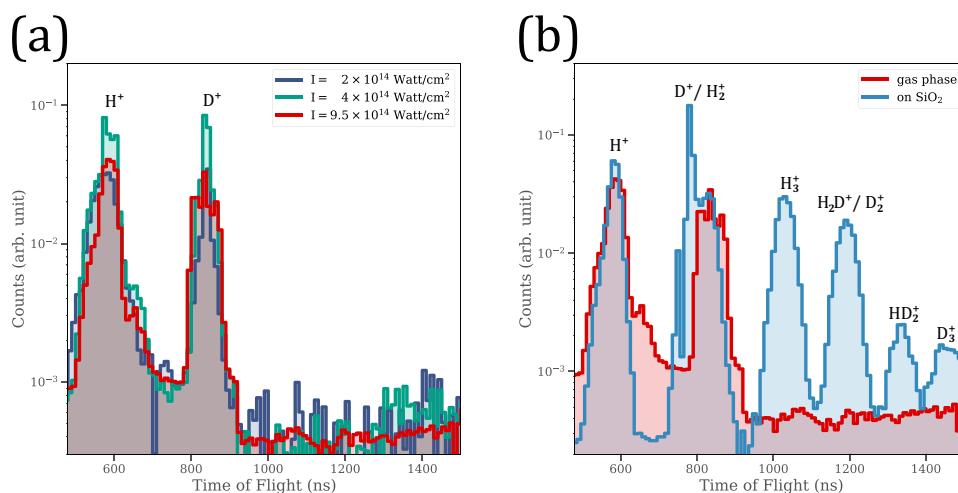 (a)
I = 2 × 10¹⁴ Watt/cm²
I = 4 × 10¹⁴ Watt/cm²
I = 9.5 × 10¹⁴ Watt/cm²
H⁺
D⁺
10⁻¹
10⁻²
10⁻³
Counts (arb. unit)
600 800 1000 1200 1400
Time of Flight (ns)
(b)
gas phase
on SiO₂
D⁺/ H₂⁺
H⁺
H₃⁺
H₂D⁺/ D₂⁺
HD₂⁺
D₃⁺
10⁻¹
10⁻²
10⁻³
Counts (arb. unit)
600 800 1000 1200 1400
Time of Flight (ns)